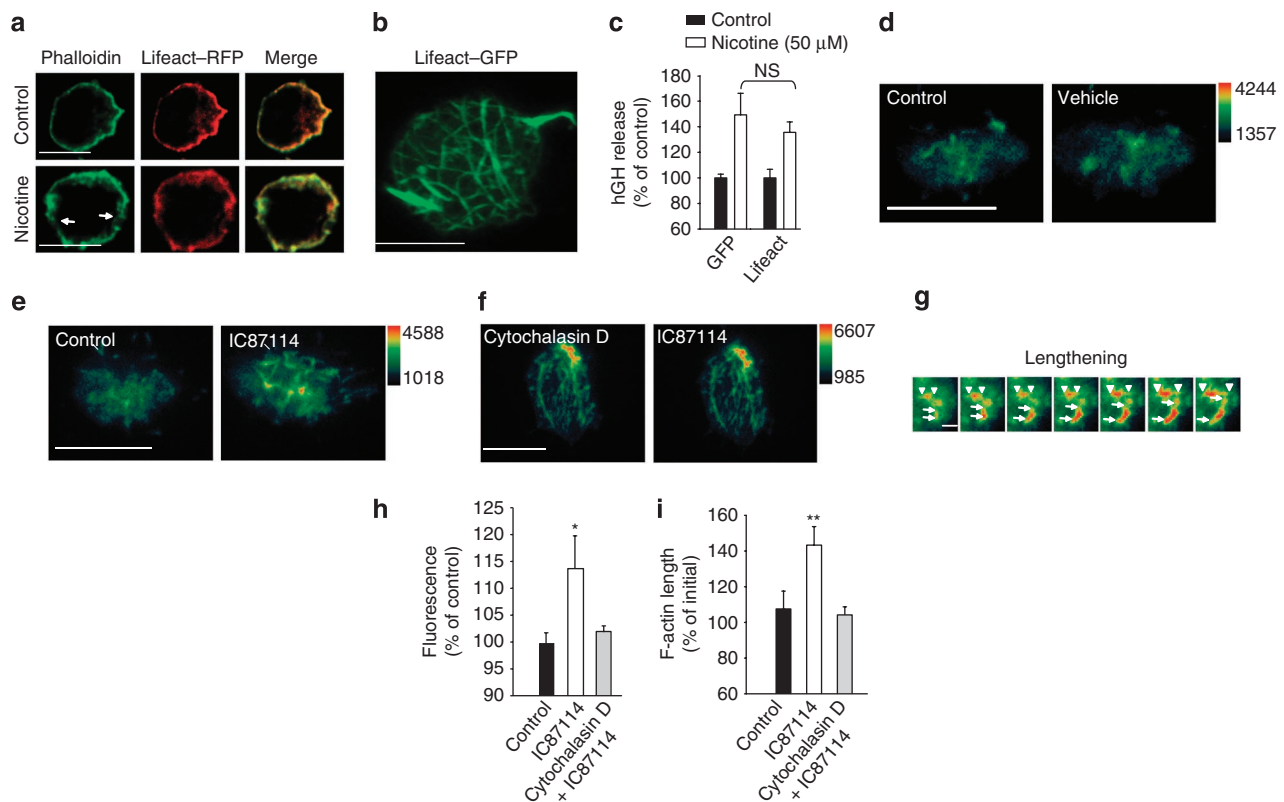 a
Phalloidin Lifeact–RFP Merge
Control
Nicotine
b
Lifeact–GFP
c
Control
Nicotine (50 μM)
NS
180
160
140
120
100
80
60
hGH release
(% of control)
GFP
Lifeact
d
Control
Vehicle
4244
1357
e
Control
IC87114
4588
1018
f
Cytochalasin D
IC87114
6607
985
g
Lengthening
h
125
120
115
110
105
100
95
90
Fluorescence
(% of control)
*
Control
IC87114
Cytochalasin D
+ IC87114
i
160
140
120
100
80
60
F-actin length
(% of initial)
**
Control
IC87114
Cytochalasin D
+ IC87114